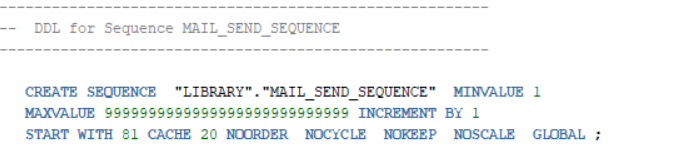 --------------------------------------------------------
--  DDL for Sequence MAIL_SEND_SEQUENCE
--------------------------------------------------------
CREATE SEQUENCE  "LIBRARY"."MAIL_SEND_SEQUENCE"  MINVALUE 1
MAXVALUE 9999999999999999999999999999 INCREMENT BY 1
START WITH 81 CACHE 20 NOORDER  NOCYCLE  NOKEEP  NOSCALE  GLOBAL ;